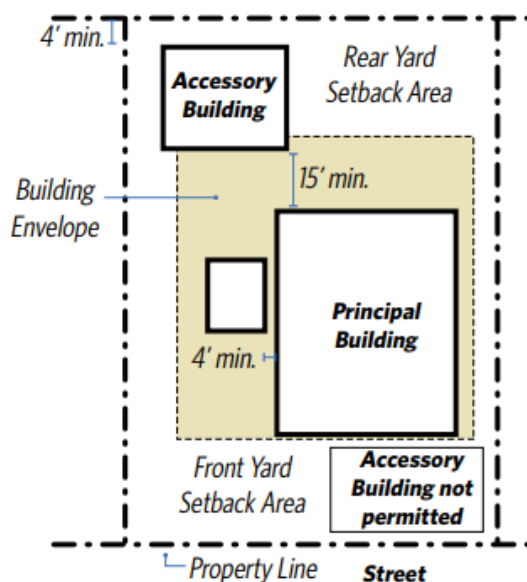 4' min.
Rear Yard
Setback Area
Accessory
Building
15' min.
Building
Envelope
Principal
Building
4' min.
Front Yard
Setback Area
Accessory
Building not
permitted
Property Line
Street